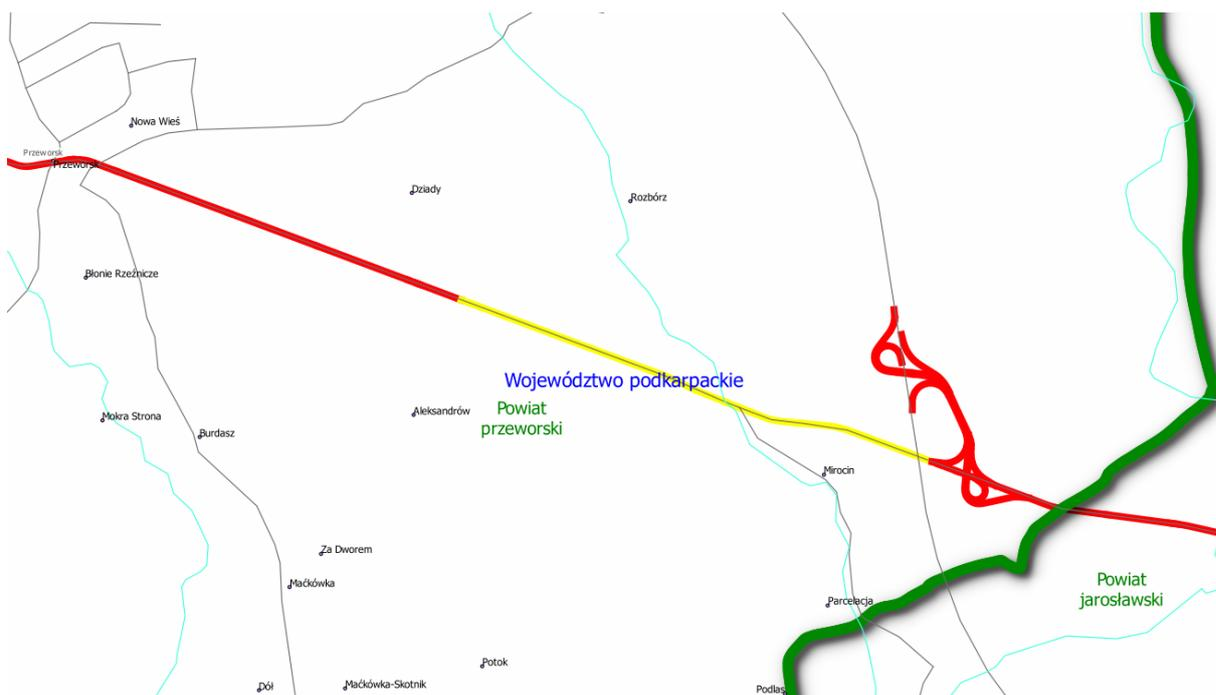 Nowa Wieś
Przeworsk
Przeworsk
Dziady
Rozbórz
Błonie Rzeźnicze
Województwo podkarpackie
Powiat
przeworski
Aleksandrów
Mokra Strona
Burdasz
Mirocin
Za Dworem
Maćkówka
Powiat
jarosławski
Parcelacja
Potok
Dół
Maćkówka-Skotnik
Podlas